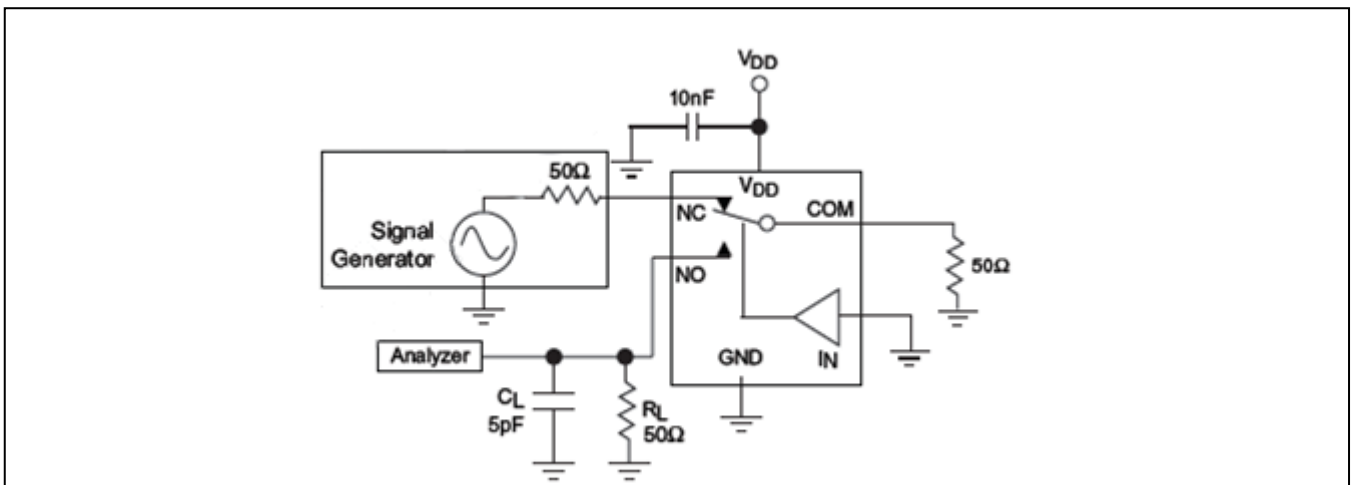 VDD
10nF
50Ω
VDD
NC
COM
Signal
Generator
NO
50Ω
Analyzer
GND
IN
CL
5pF
RL
50Ω